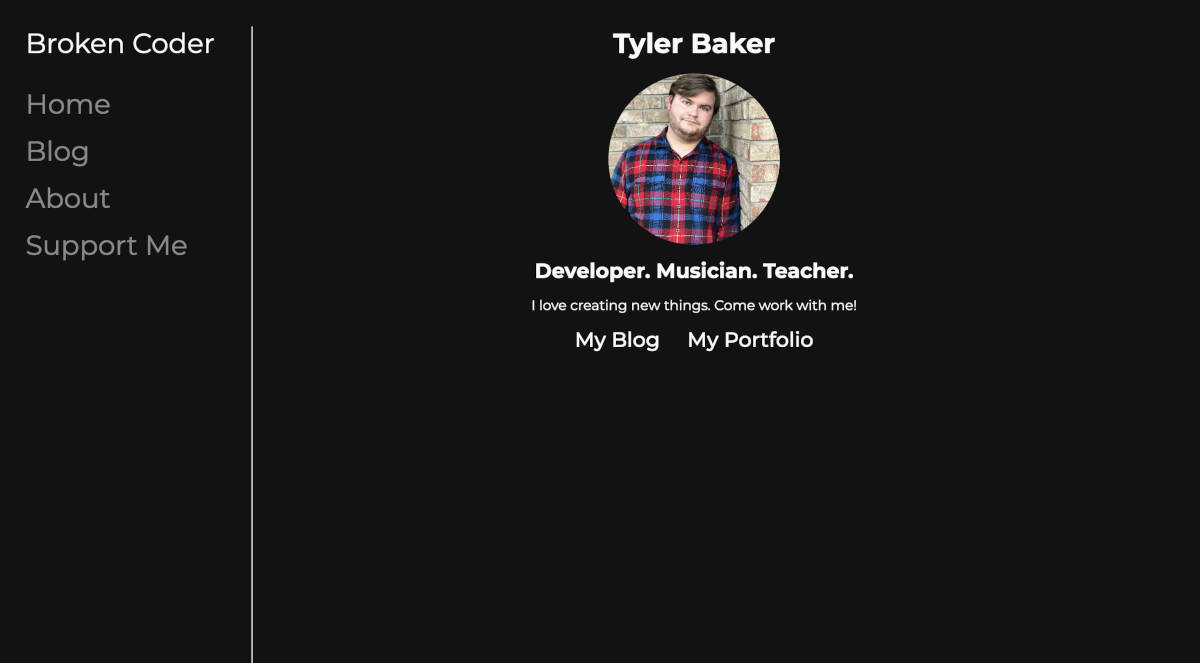 Broken Coder
Home
Blog
About
Support Me
Tyler Baker
Developer. Musician. Teacher.
I love creating new things. Come work with me!
My Blog My Portfolio